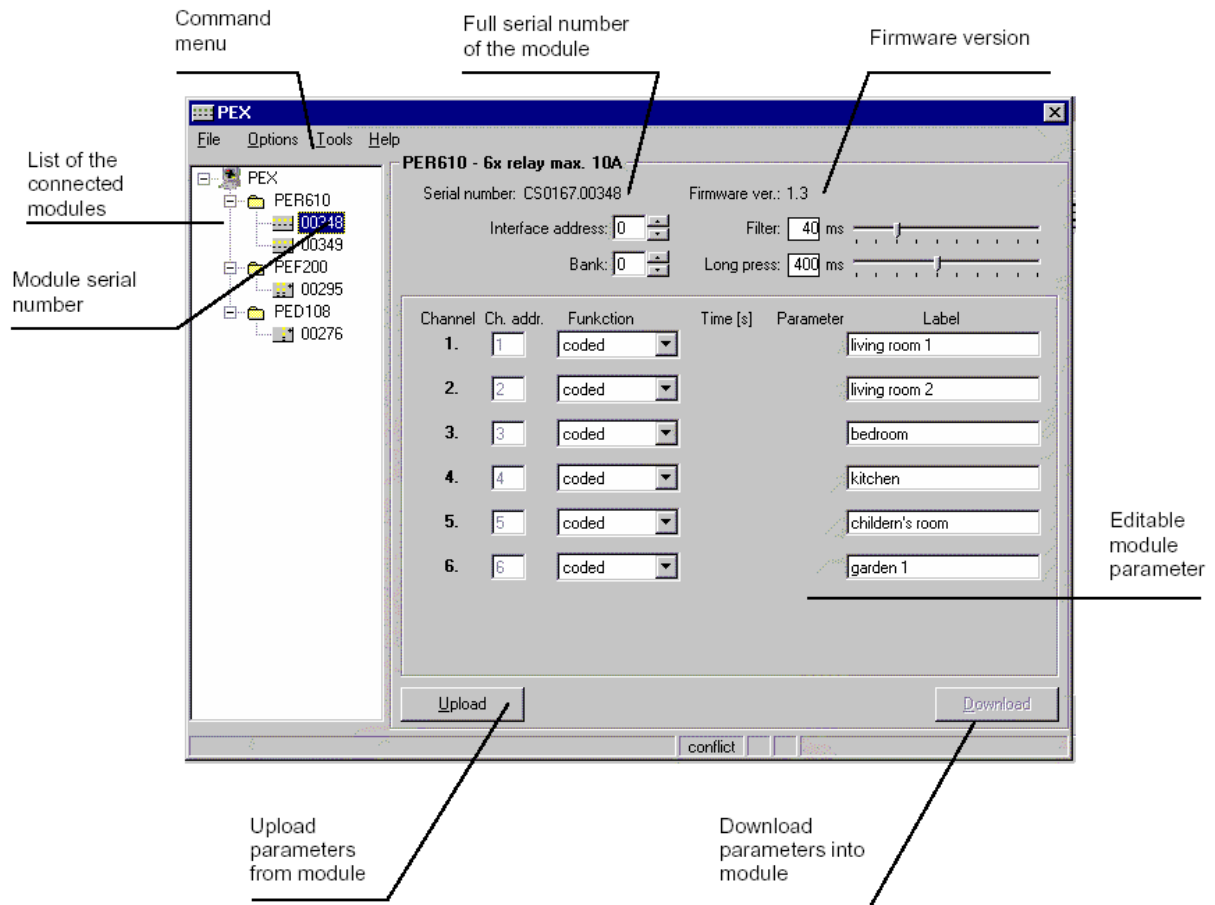 Command
menu
Full serial number
of the module
Firmware version
PEX
File Options Tools Help
List of the
connected
modules
Module serial
number
PEX
PER610
00348
00349
PEF200
00295
PED108
00276
PER610 - 6x relay max. 10A
Serial number: CS0167.00348 Firmware ver.: 1.3
Interface address: 0 Filter: 40 ms
Bank: 0 Long press: 400 ms
Channel Ch. addr. Funkction Time [s] Parameter Label
1. 1 coded living room 1
2. 2 coded living room 2
3. 3 coded bedroom
4. 4 coded kitchen
5. 5 coded childern's room
6. 6 coded garden 1
Editable
module
parameter
Upload Download
conflict
Upload
parameters
from module
Download
parameters into
module